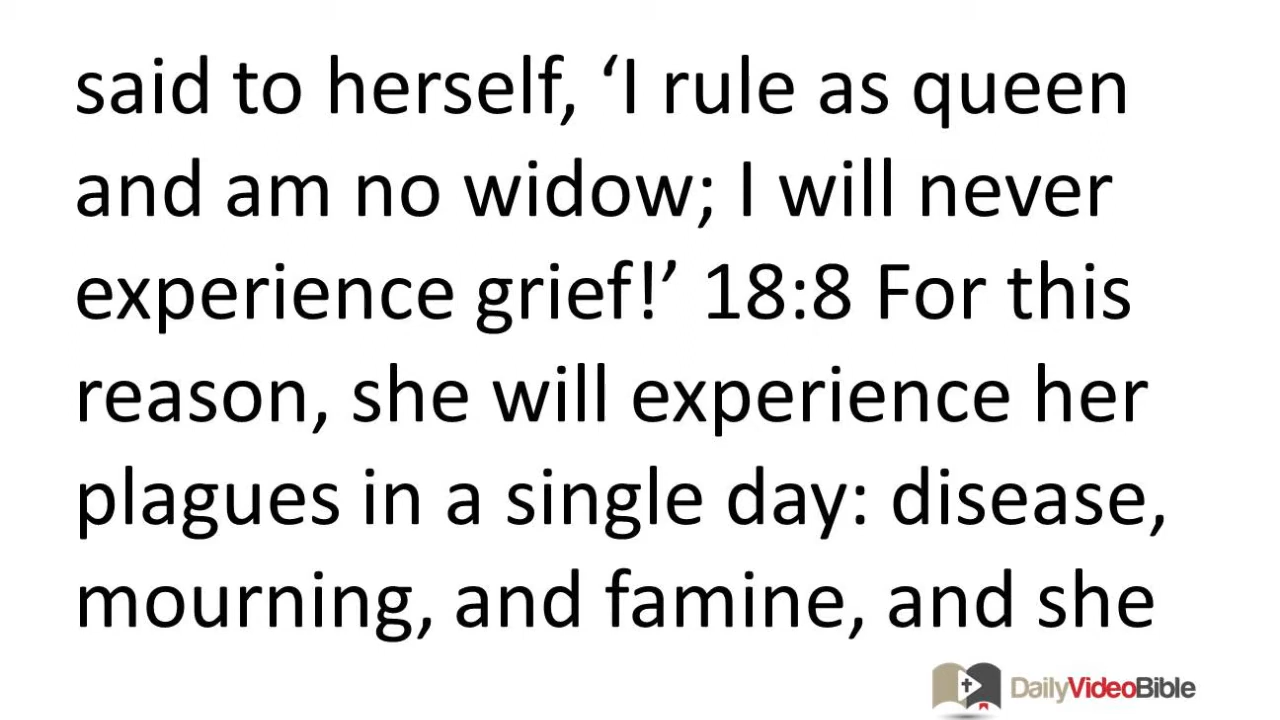 said to herself, ‘I rule as queen
and am no widow; I will never
experience grief!’ 18:8 For this
reason, she will experience her
plagues in a single day: disease,
mourning, and famine, and she
DailyVideoBible